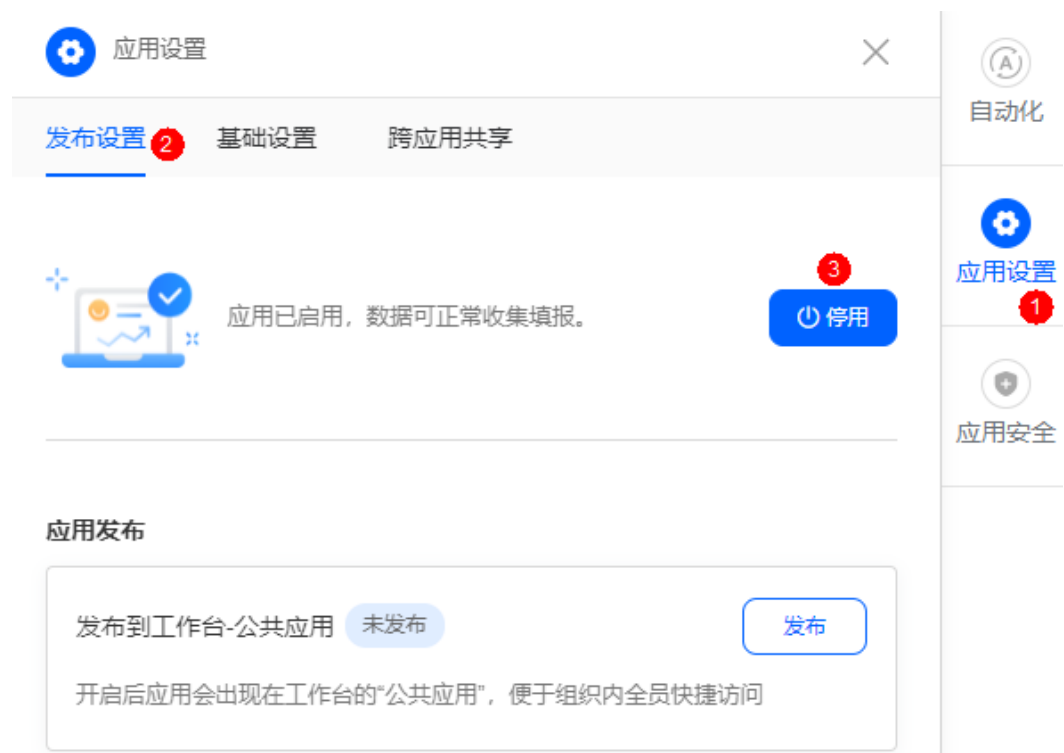 应用设置
发布设置 2 基础设置 跨应用共享
应用已启用，数据可正常收集填报。
3
停用
应用发布
发布到工作台-公共应用 未发布 发布
开启后应用会出现在工作台的“公共应用”，便于组织内全员快捷访问
A
自动化
应用设置
1
应用安全